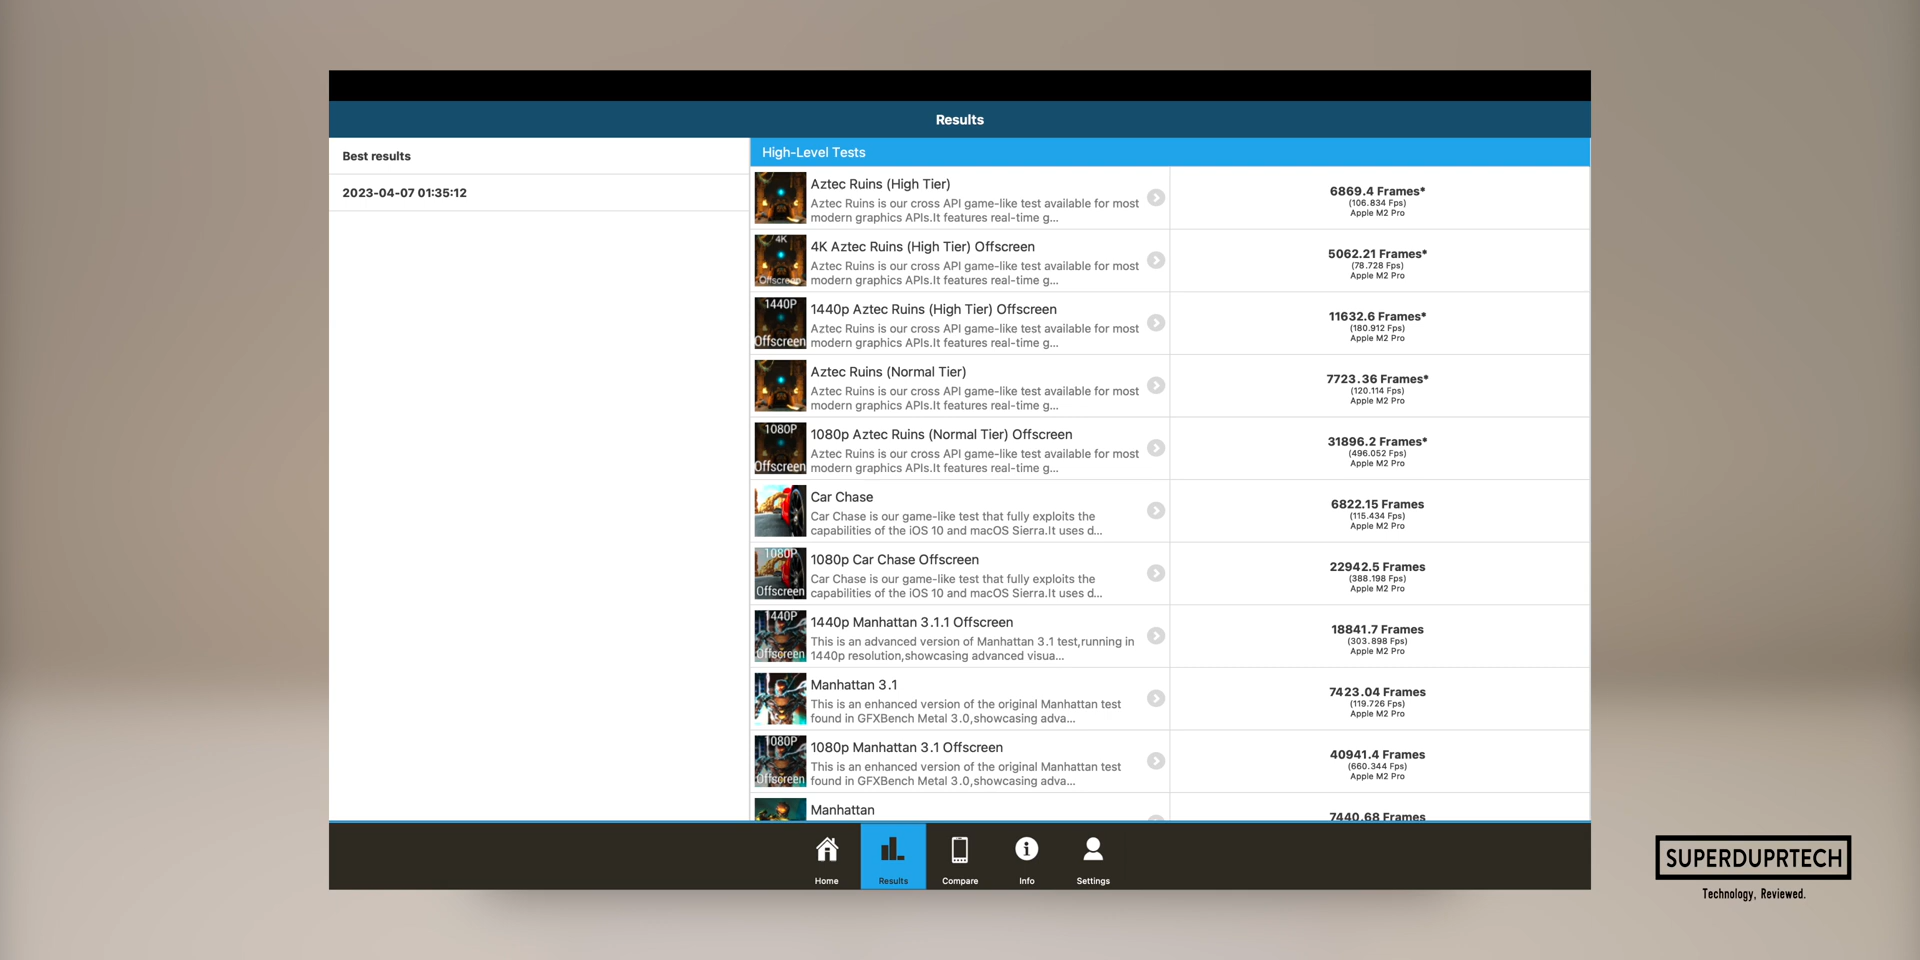 Results
Best results
2023-04-07 01:35:12
High-Level Tests
Aztec Ruins (High Tier)
Aztec Ruins is our cross API game-like test available for most
modern graphics APIs.It features real-time g...
6869.4 Frames*
(106.834 Fps)
Apple M2 Pro
4K
Offscreen
4K Aztec Ruins (High Tier) Offscreen
Aztec Ruins is our cross API game-like test available for most
modern graphics APIs.It features real-time g...
5062.21 Frames*
(78.728 Fps)
Apple M2 Pro
1440P
Offscreen
1440p Aztec Ruins (High Tier) Offscreen
Aztec Ruins is our cross API game-like test available for most
modern graphics APIs.It features real-time g...
11632.6 Frames*
(180.912 Fps)
Apple M2 Pro
Aztec Ruins (Normal Tier)
Aztec Ruins is our cross API game-like test available for most
modern graphics APIs.It features real-time g...
7723.36 Frames*
(120.114 Fps)
Apple M2 Pro
1080P
Offscreen
1080p Aztec Ruins (Normal Tier) Offscreen
Aztec Ruins is our cross API game-like test available for most
modern graphics APIs.It features real-time g...
31896.2 Frames*
(496.052 Fps)
Apple M2 Pro
Car Chase
Car Chase is our game-like test that fully exploits the
capabilities of the iOS 10 and macOS Sierra.It uses d...
6822.15 Frames
(115.434 Fps)
Apple M2 Pro
1080P
Offscreen
1080p Car Chase Offscreen
Car Chase is our game-like test that fully exploits the
capabilities of the iOS 10 and macOS Sierra.It uses d...
22942.5 Frames
(388.198 Fps)
Apple M2 Pro
1440P
Offscreen
1440p Manhattan 3.1.1 Offscreen
This is an advanced version of Manhattan 3.1 test,running in
1440p resolution,showcasing advanced visua...
18841.7 Frames
(303.898 Fps)
Apple M2 Pro
Manhattan 3.1
This is an enhanced version of the original Manhattan test
found in GFXBench Metal 3.0,showcasing adva...
7423.04 Frames
(119.726 Fps)
Apple M2 Pro
1080P
Offscreen
1080p Manhattan 3.1 Offscreen
This is an enhanced version of the original Manhattan test
found in GFXBench Metal 3.0,showcasing adva...
40941.4 Frames
(660.344 Fps)
Apple M2 Pro
Manhattan
7440.68 Frames
Home
Results
Compare
Info
Settings
SUPERDUPRTECH
Technology, Reviewed.